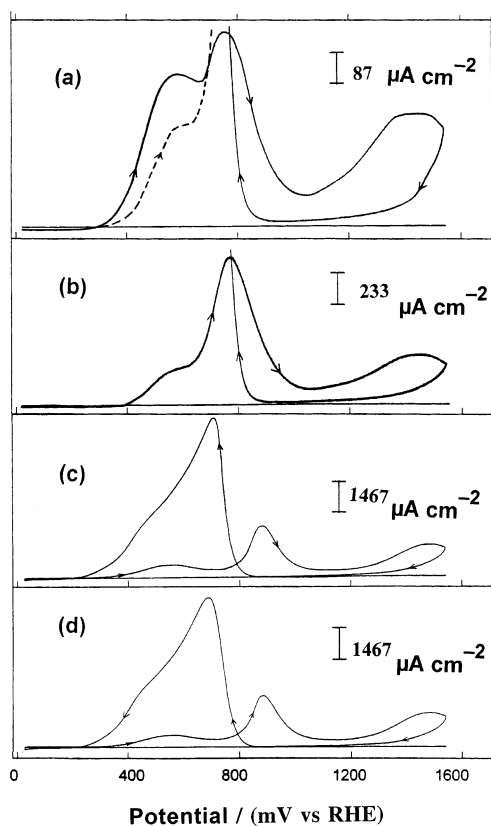 (a)
87 µA cm−2
(b)
233 µA cm−2
(c)
1467 µA cm−2
(d)
1467 µA cm−2
0 400 800 1200 1600
Potential / (mV vs RHE)